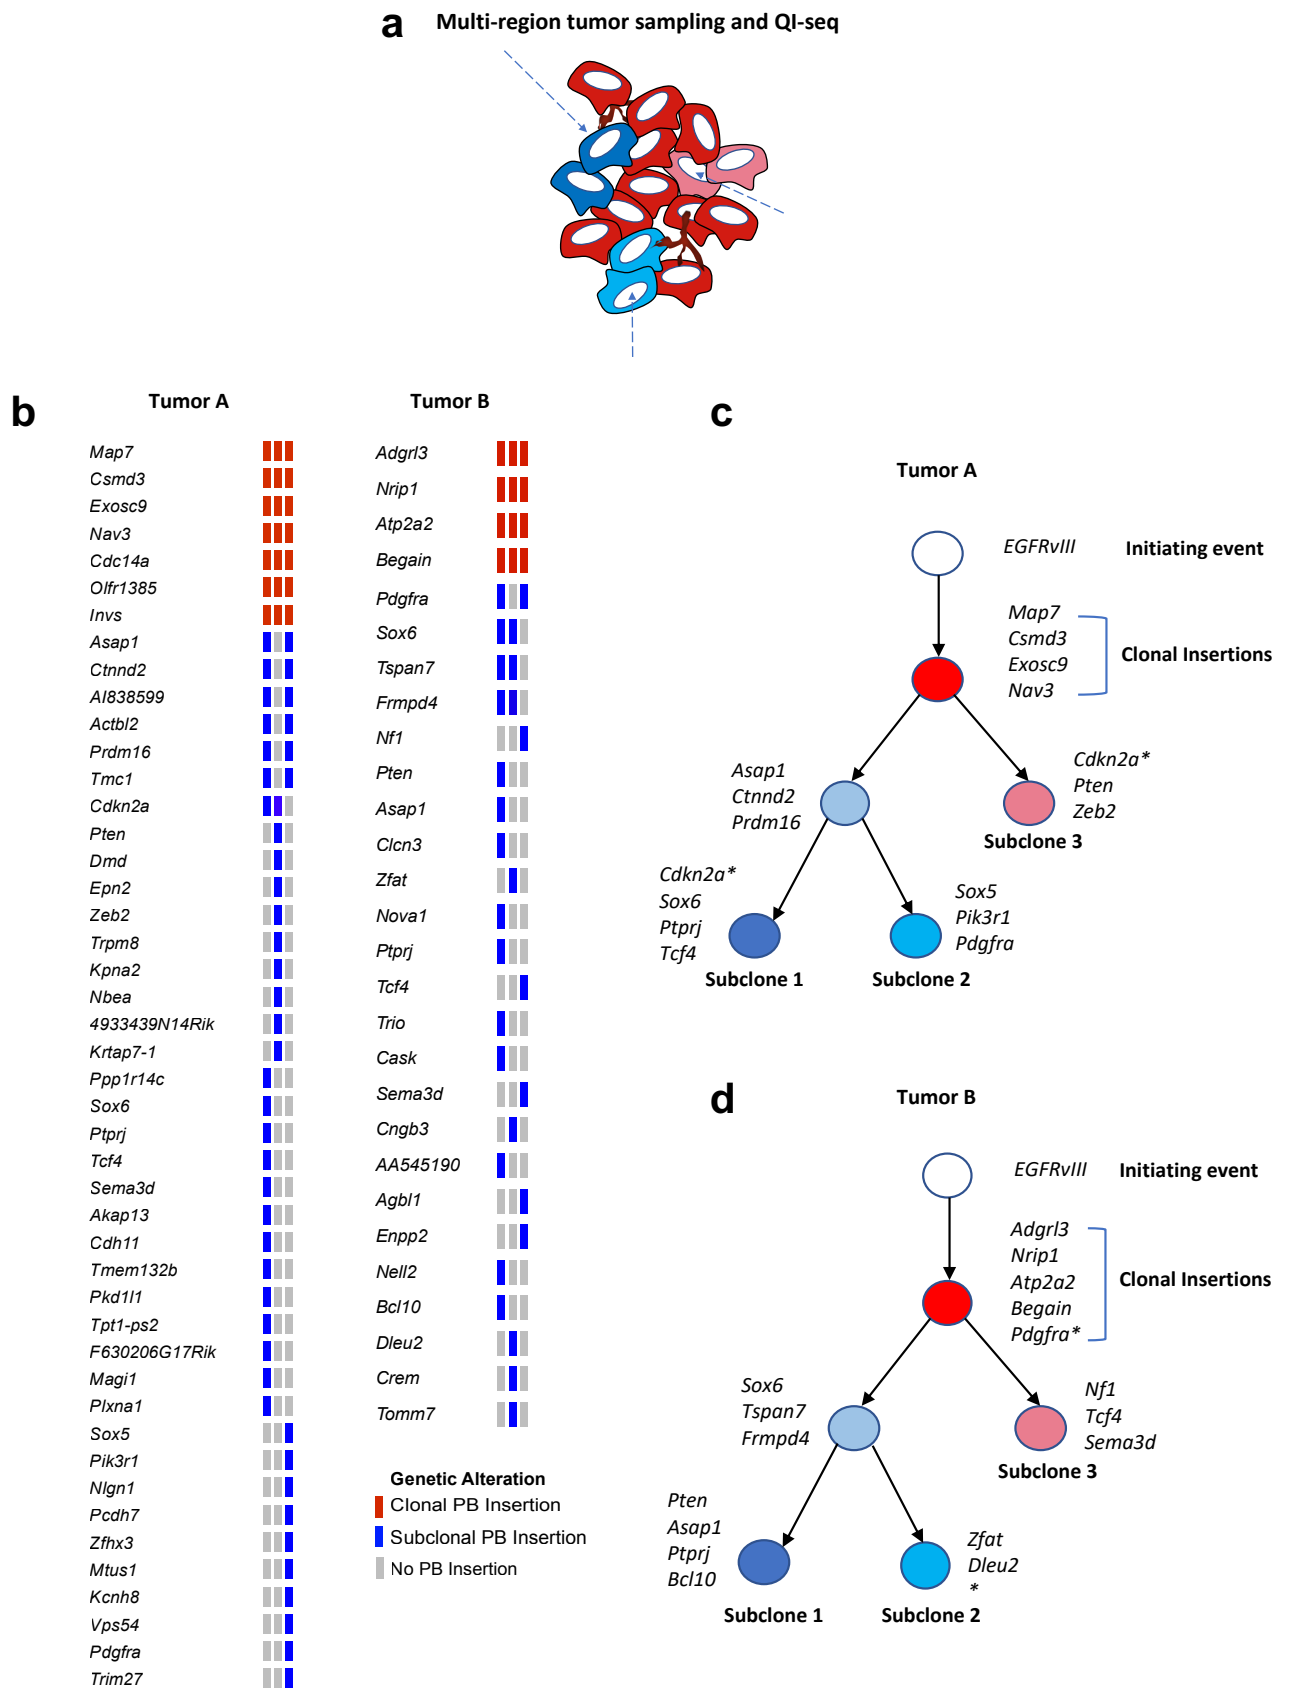 a
Multi-region tumor sampling and QI-seq
b
Tumor A
Map7
Csmd3
Exosc9
Nav3
Cdc14a
Olfr1385
Invs
Asap1
Ctnnd2
AI838599
Actbl2
Prdm16
Tmc1
Cdkn2a
Pten
Dmd
Epn2
Zeb2
Trpm8
Kpna2
Nbea
4933439N14Rik
Krtap7-1
Ppp1r14c
Sox6
Ptprj
Tcf4
Sema3d
Akap13
Cdh11
Tmem132b
Pkd1l1
Tpt1-ps2
F630206G17Rik
Magi1
Plxna1
Sox5
Pik3r1
Nlgn1
Pcdh7
Zfhx3
Mtus1
Kcnh8
Vps54
Pdgfra
Trim27
Tumor B
Adgrl3
Nrip1
Atp2a2
Begain
Pdgfra
Sox6
Tspan7
Frmpd4
Nf1
Pten
Asap1
Clcn3
Zfat
Nova1
Ptprj
Tcf4
Trio
Cask
Sema3d
Cngb3
AA545190
Agbl1
Enpp2
Nell2
Bcl10
Dleu2
Crem
Tomm7
Genetic Alteration
Clonal PB Insertion
Subclonal PB Insertion
No PB Insertion
c
Tumor A
EGFRvIII
Initiating event
Map7
Csmd3
Exosc9
Nav3
Clonal Insertions
Asap1
Ctnnd2
Prdm16
Cdkn2a*
Pten
Zeb2
Subclone 3
Cdkn2a*
Sox6
Ptprj
Tcf4
Subclone 1
Sox5
Pik3r1
Pdgfra
Subclone 2
d
Tumor B
EGFRvIII
Initiating event
Adgrl3
Nrip1
Atp2a2
Begain
Pdgfra*
Clonal Insertions
Sox6
Tspan7
Frmpd4
Nf1
Tcf4
Sema3d
Subclone 3
Pten
Asap1
Ptprj
Bcl10
Subclone 1
Zfat
Dleu2
*
Subclone 2